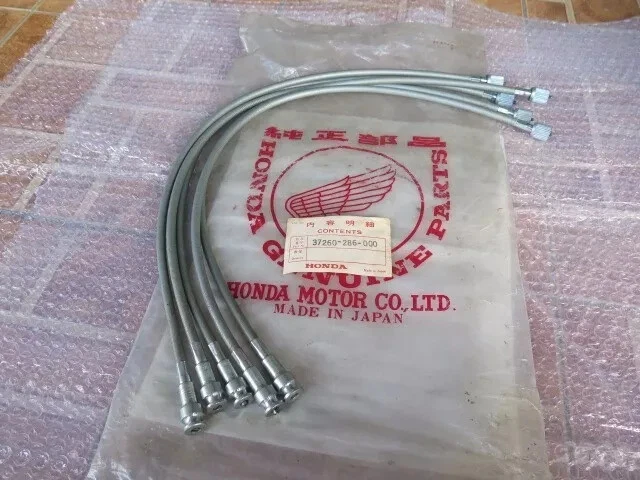 純正部品
HONDA GENUINE PARTS
内容明細
CONTENTS
37260-286-000
HONDA
HONDA MOTOR CO., LTD.
MADE IN JAPAN